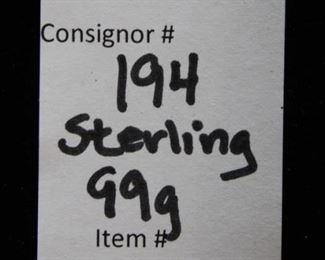 Consignor #
194
Sterling
99g
Item #